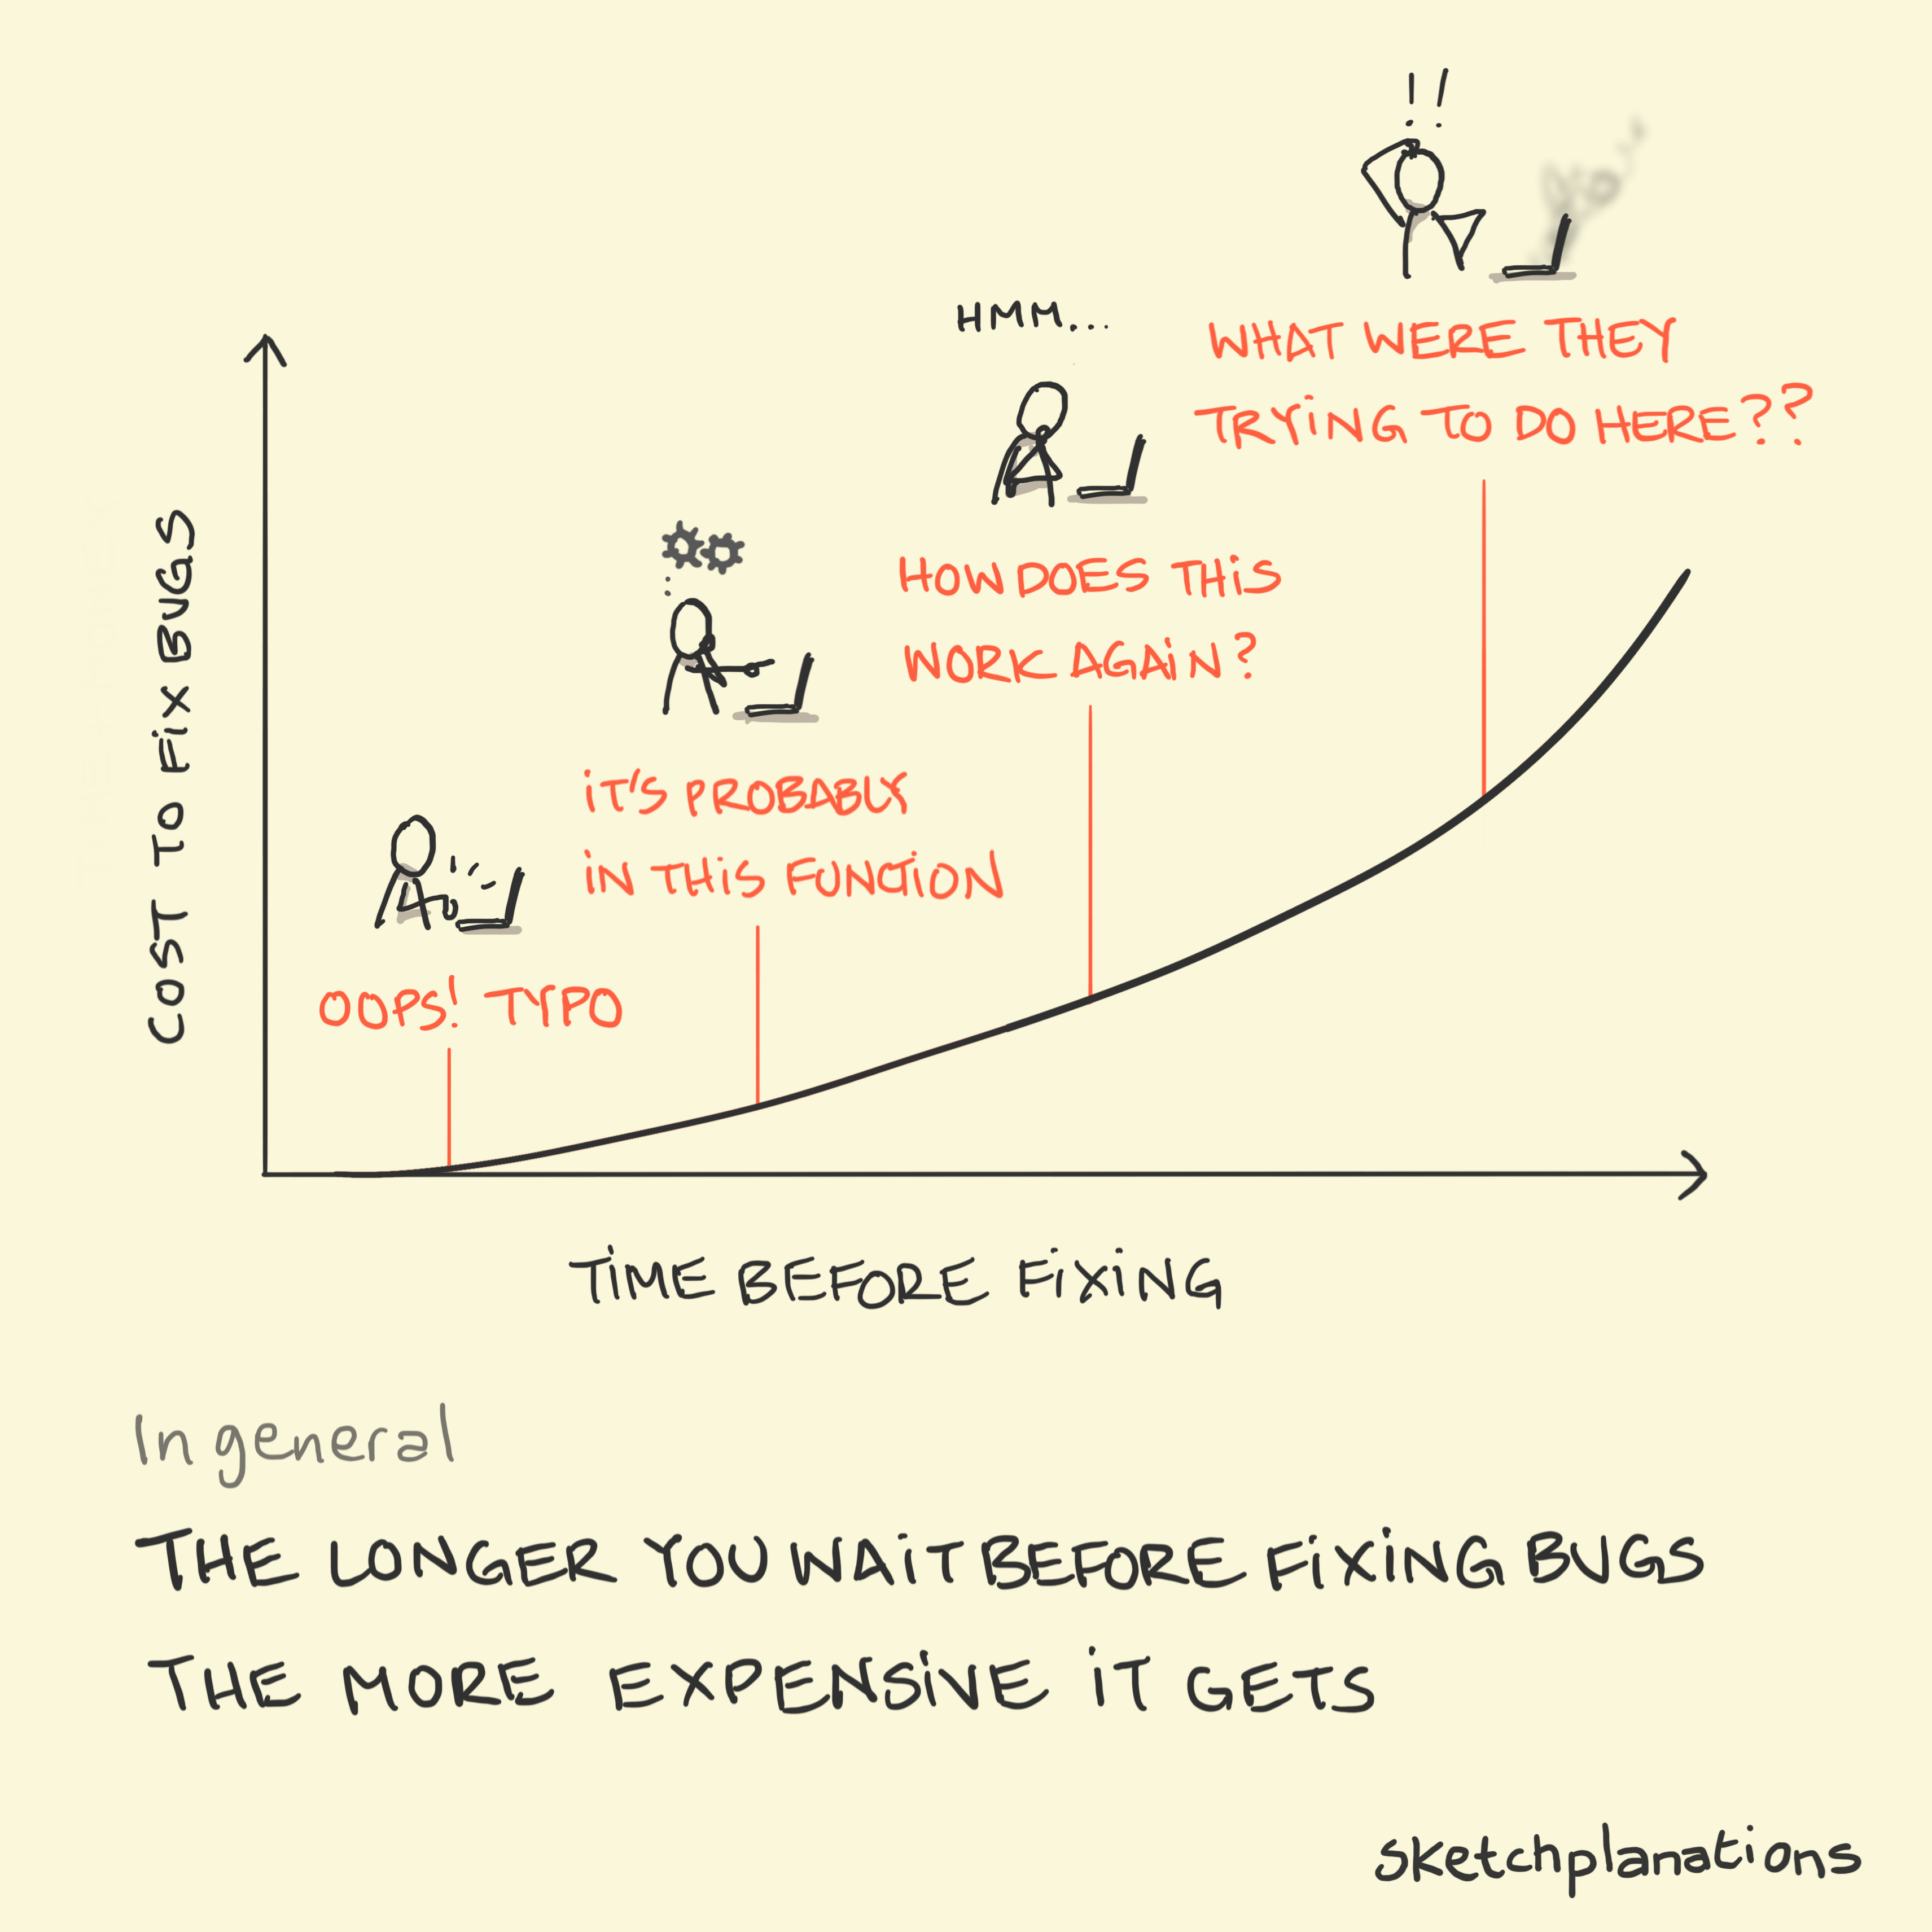 !!
HMM...
WHAT WERE THEY
TRYING TO DO HERE??
HOW DOES THIS
WORK AGAIN?
IT'S PROBABLY
IN THIS FUNCTION
OOPS! TYPO
COST TO FIX BUGS
TIME BEFORE FIXING
In general
THE LONGER YOU WAIT BEFORE FIXING BUGS
THE MORE EXPENSIVE IT GETS
sketchplanations